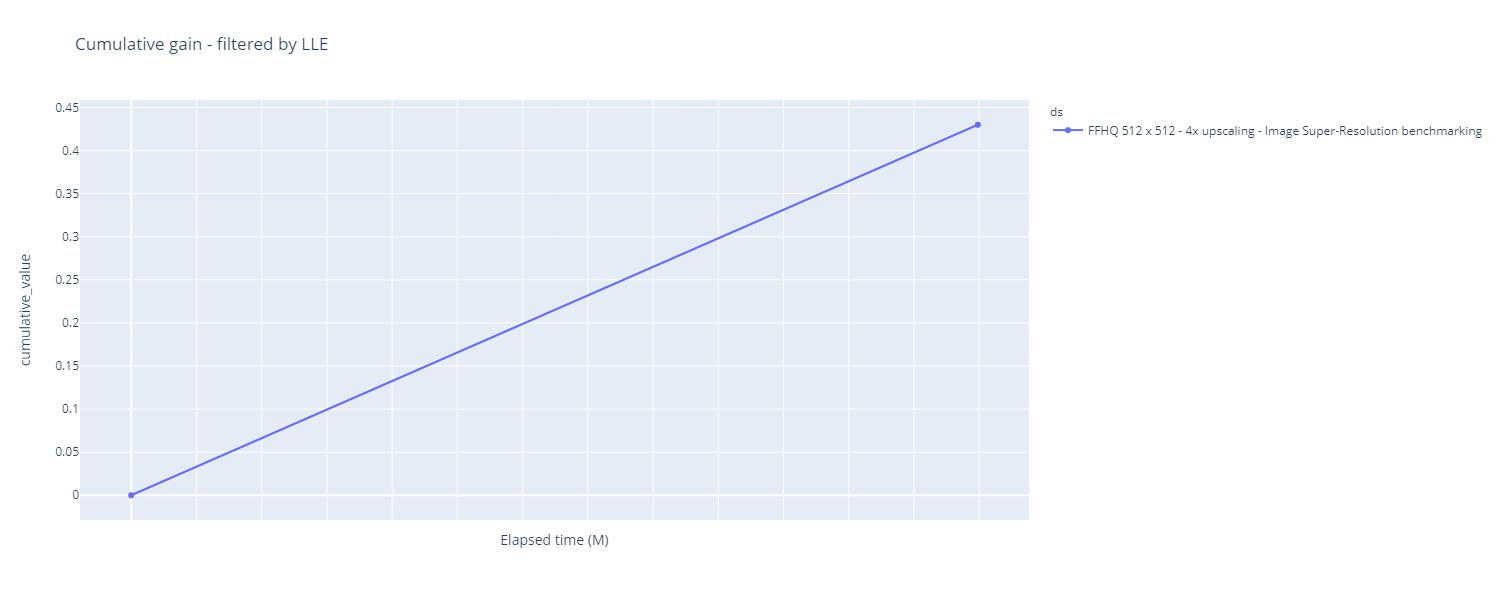 Cumulative gain - filtered by LLE
0.45
0.4
0.35
0.3
0.25
0.2
0.15
0.1
0.05
0
cumulative_value
Elapsed time (M)
ds
FFHQ 512 x 512 - 4x upscaling - Image Super-Resolution benchmarking